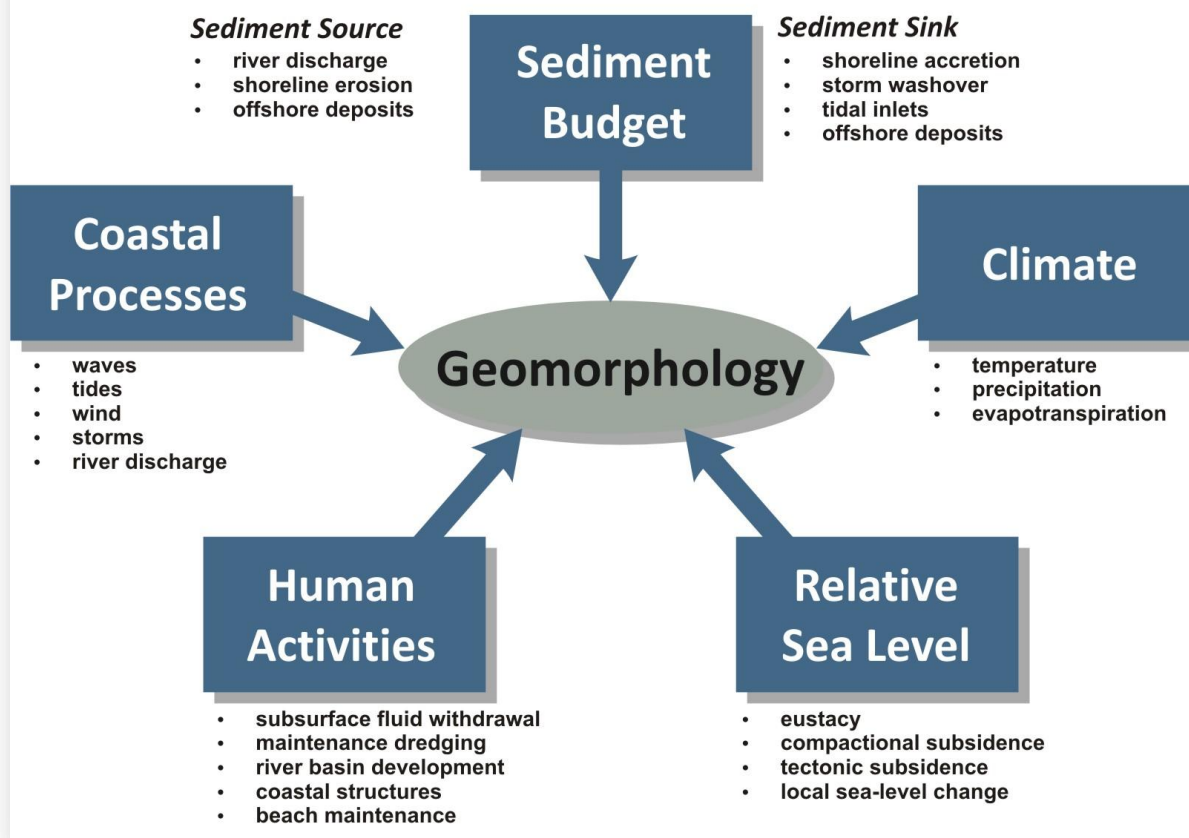 Sediment Source
• river discharge
• shoreline erosion
• offshore deposits
Sediment
Budget
Sediment Sink
• shoreline accretion
• storm washover
• tidal inlets
• offshore deposits
Coastal
Processes
• waves
• tides
• wind
• storms
• river discharge
Climate
• temperature
• precipitation
• evapotranspiration
Geomorphology
Human
Activities
• subsurface fluid withdrawal
• maintenance dredging
• river basin development
• coastal structures
• beach maintenance
Relative
Sea Level
• eustacy
• compactional subsidence
• tectonic subsidence
• local sea-level change